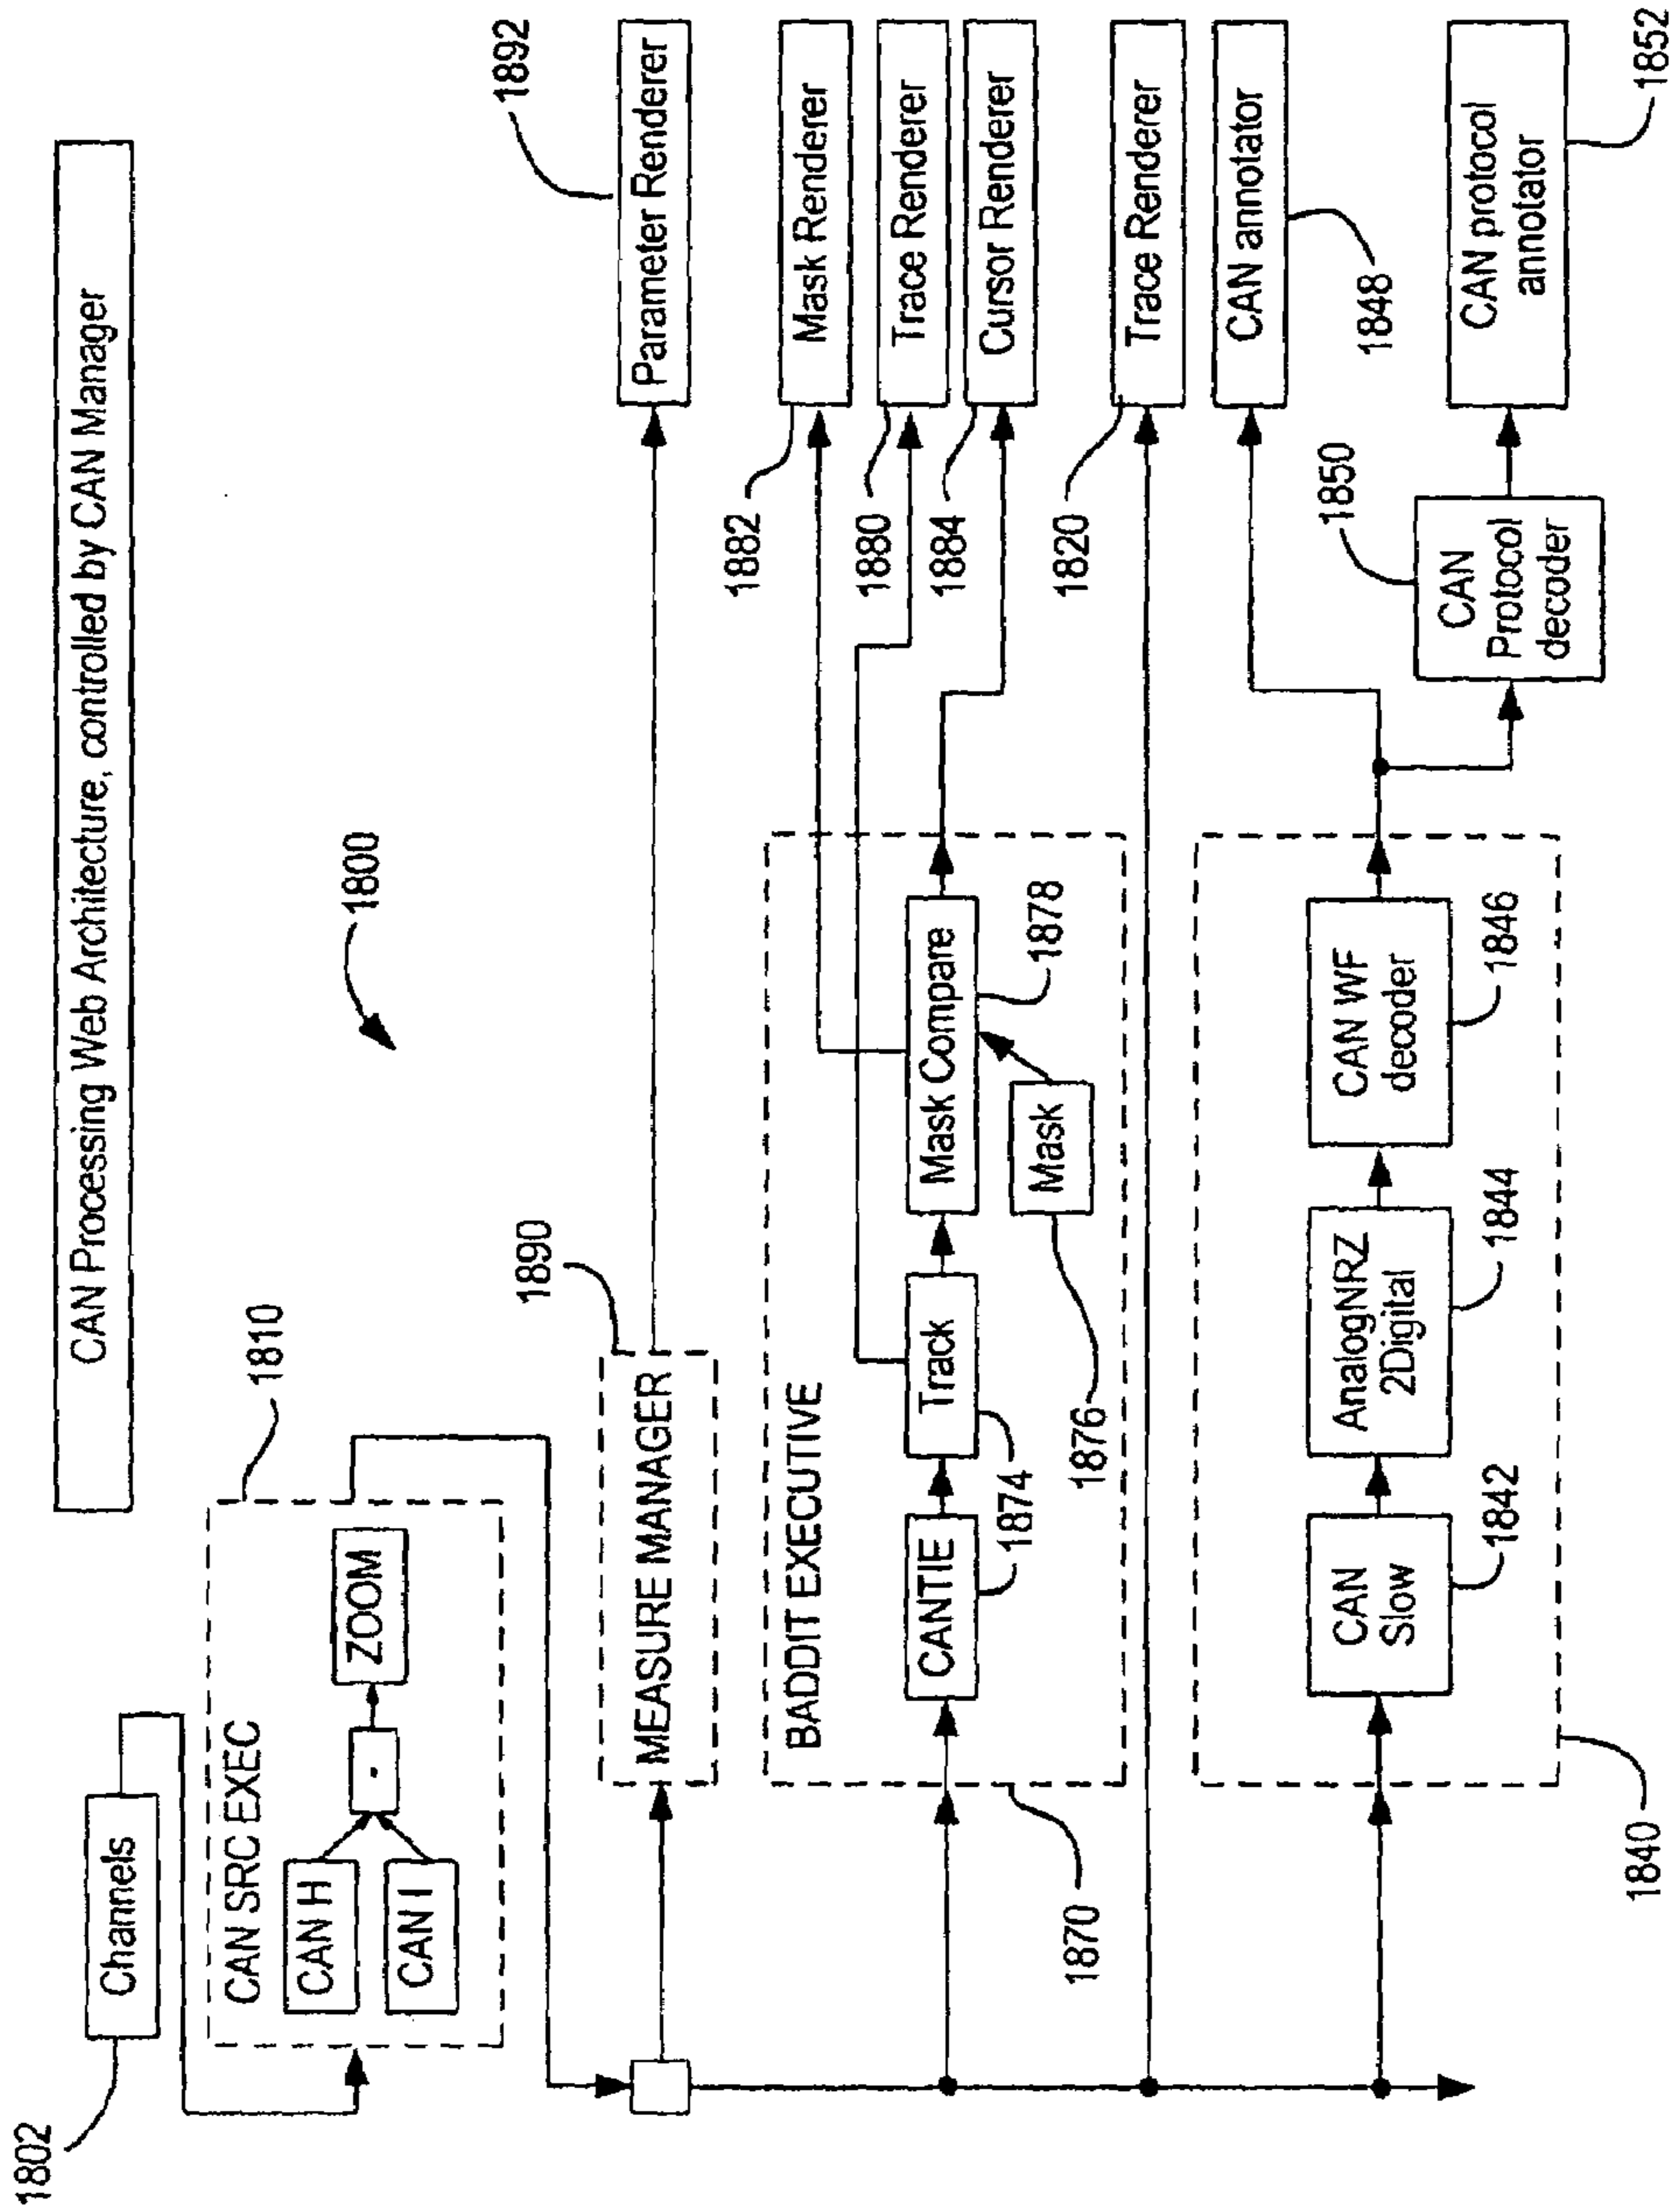 CAN Processing Web Architecture, controlled by CAN Manager
1800
1802
Channels
1810
CAN SRC EXEC
CAN H
CAN I
-
ZOOM
1890
MEASURE MANAGER
1892
Parameter Renderer
BADDIT EXECUTIVE
CANTIE
Track
Mask Compare
Mask
1874
1876
1878
1870
1882
Mask Renderer
1880
Trace Renderer
1884
Cursor Renderer
1820
Trace Renderer
CAN annotator
1848
CAN
Slow
1842
AnalogNRZ
2Digital
1844
CAN WF
decoder
1846
1840
1850
CAN
Protocol
decoder
CAN protocol
annotator
1852